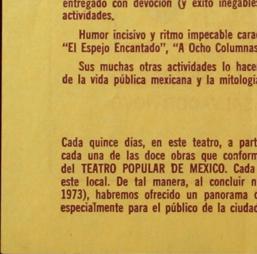 entregado con devoción (y éxito inegable
actividades.
Humor incisivo y ritmo impecable cara
"El Espejo Encantado", "A Ocho Columnas
Sus muchas otras actividades lo hace
de la vida pública mexicana y la mitologí
Cada quince días, en este teatro, a part
cada una de las doce obras que conform
del TEATRO POPULAR DE MEXICO. Cada
este local. De tal manera, al concluir n
1973), habremos ofrecido un panorama
especialmente para el público de la ciudad